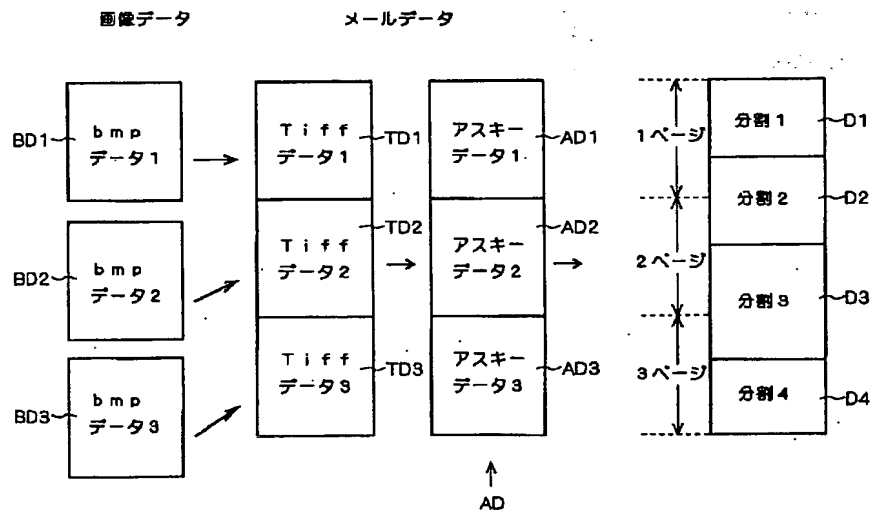 画像データ
メールデータ
BD1
bmp
データ1
BD2
bmp
データ2
BD3
bmp
データ3
Tiff
データ1
TD1
Tiff
データ2
TD2
Tiff
データ3
TD3
アスキー
データ1
AD1
アスキー
データ2
AD2
アスキー
データ3
AD3
AD
1ページ
2ページ
3ページ
分割1
D1
分割2
D2
分割3
D3
分割4
D4